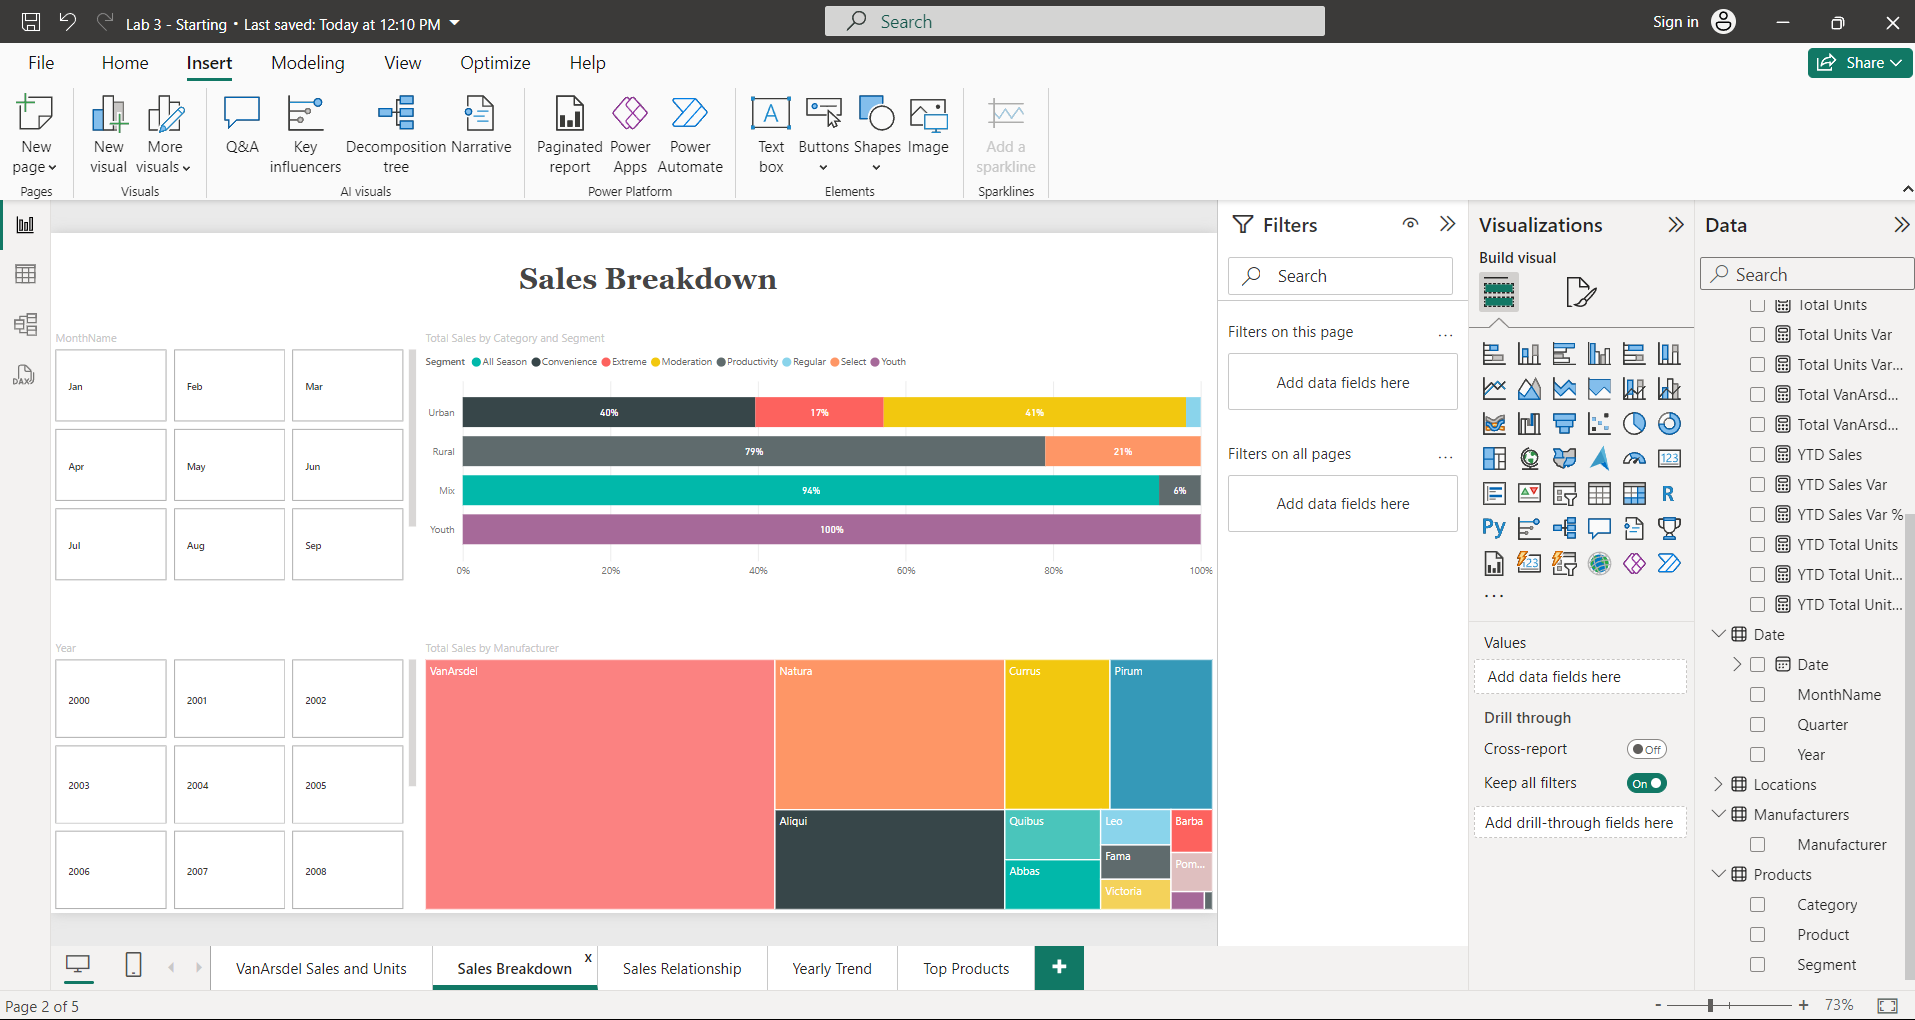 Lab 3 - Starting • Last saved: Today at 12:10 PM
Search
Sign in
File Home Insert Modeling View Optimize Help
Share
New page
Pages
New visual
More visuals
Visuals
Q&A
Key influencers
Decomposition tree
Narrative
AI visuals
Paginated report
Power Apps
Power Automate
Power Platform
Text box
Buttons
Shapes
Image
Elements
Add a sparkline
Sparklines
DAX
Sales Breakdown
MonthName
Jan Feb Mar
Apr May Jun
Jul Aug Sep
Total Sales by Category and Segment
Segment All Season Convenience Extreme Moderation Productivity Regular Select Youth
Urban 40% 17% 41%
Rural 79% 21%
Mix 94% 6%
Youth 100%
0% 20% 40% 60% 80% 100%
Year
2000 2001 2002
2003 2004 2005
2006 2007 2008
Total Sales by Manufacturer
VanArsdel
Natura
Currus
Pirum
Aliqui
Quibus
Leo
Barba
Fama
Pom...
Abbas
Victoria
Filters
Search
Filters on this page ...
Add data fields here
Filters on all pages ...
Add data fields here
Visualizations
Build visual
123
R
Py
123
...
Values
Add data fields here
Drill through
Cross-report Off
Keep all filters On
Add drill-through fields here
Data
Search
Total Units
Total Units Var
Total Units Var...
Total VanArsd...
Total VanArsd...
YTD Sales
YTD Sales Var
YTD Sales Var %
YTD Total Units
YTD Total Unit...
YTD Total Unit...
Date
Date
MonthName
Quarter
Year
Locations
Manufacturers
Manufacturer
Products
Category
Product
Segment
VanArsdel Sales and Units
Sales Breakdown x
Sales Relationship
Yearly Trend
Top Products
+
Page 2 of 5
- + 73%